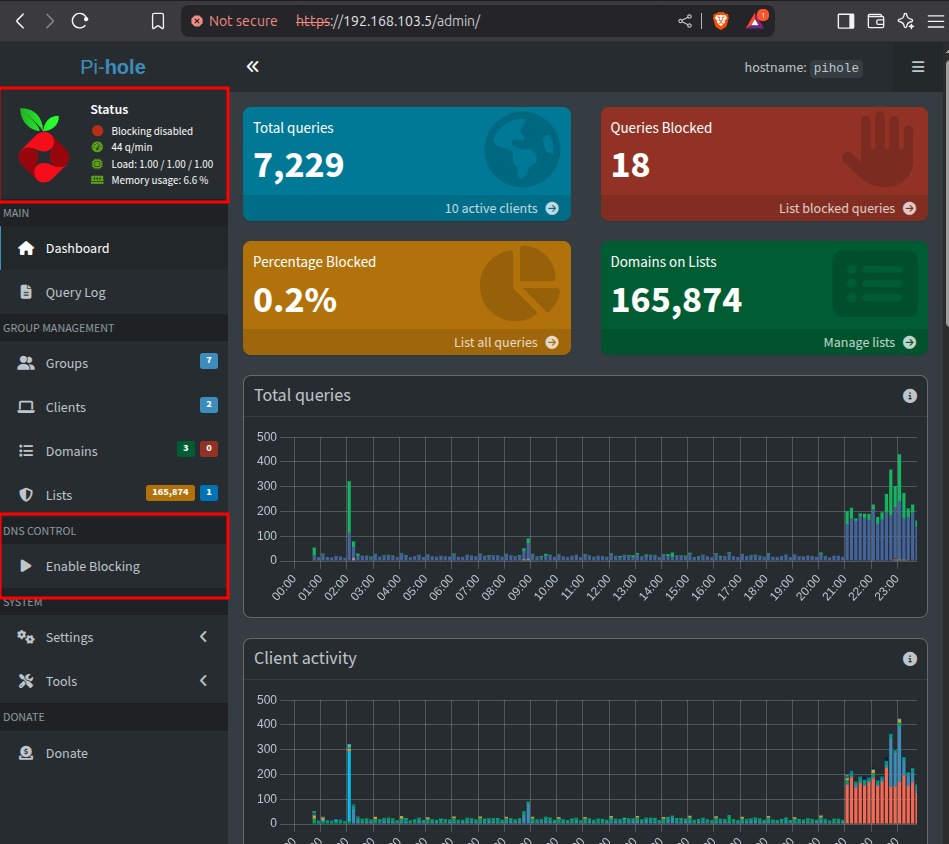 Not secure https://192.168.103.5/admin/ 1
Pi-hole
hostname: pihole
Status
Blocking disabled
44 q/min
Load: 1.00 / 1.00 / 1.00
Memory usage: 6.6 %
MAIN
Dashboard
Query Log
GROUP MANAGEMENT
Groups 7
Clients 2
Domains 3 0
Lists 165,874 1
DNS CONTROL
Enable Blocking
SYSTEM
Settings
Tools
DONATE
Donate
Total queries
7,229
10 active clients
Queries Blocked
18
List blocked queries
Percentage Blocked
0.2%
List all queries
Domains on Lists
165,874
Manage lists
Total queries
500
400
300
200
100
0
00:00 01:00 02:00 03:00 04:00 05:00 06:00 07:00 08:00 09:00 10:00 11:00 12:00 13:00 14:00 15:00 16:00 17:00 18:00 19:00 20:00 21:00 22:00 23:00
Client activity
500
400
300
200
100
0